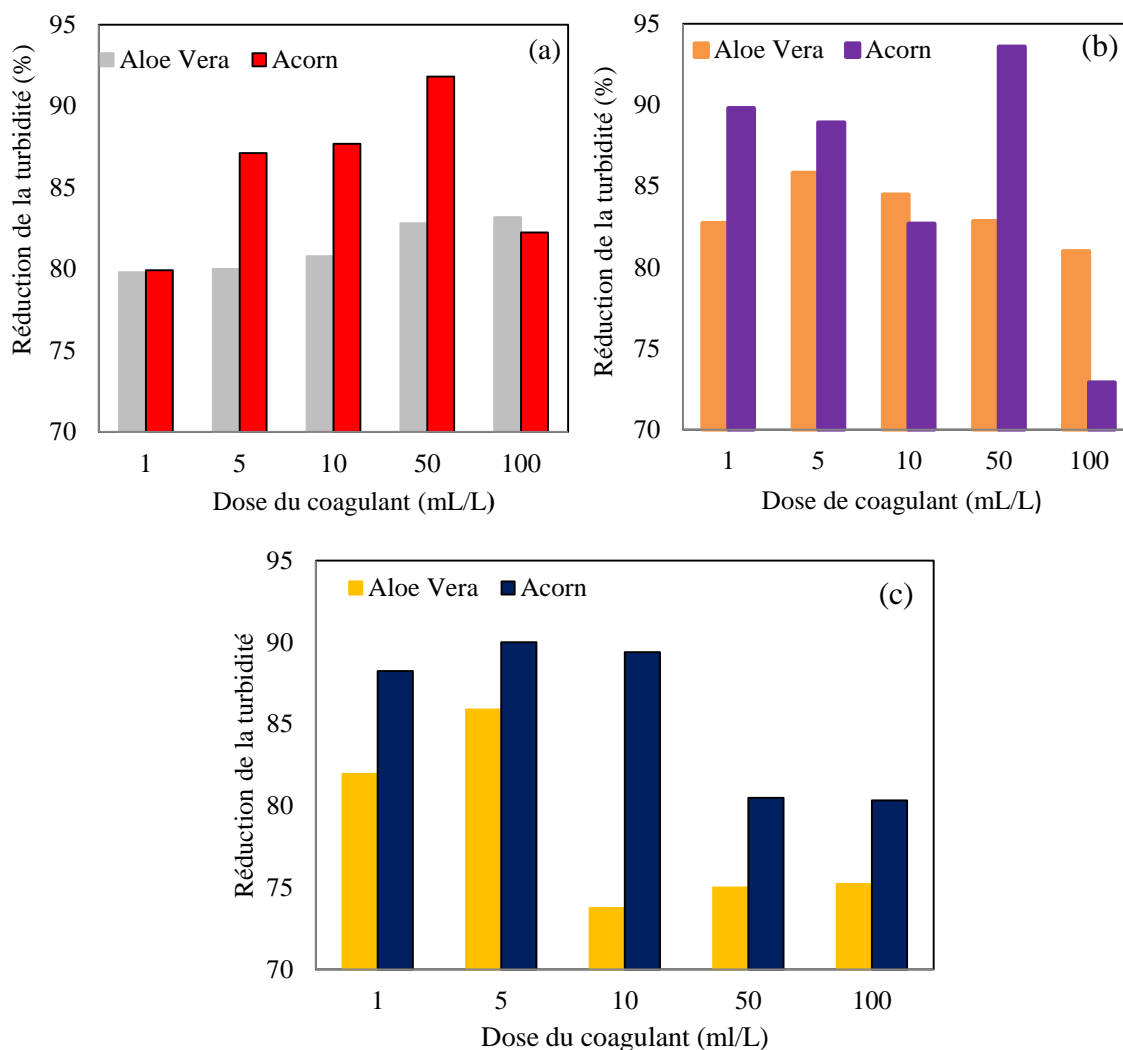 (a)
Aloe Vera Acorn
Réduction de la turbidité (%)
95
90
85
80
75
70
1 5 10 50 100
Dose du coagulant (mL/L)
(b)
Aloe Vera Acorn
Réduction de la turbidité (%)
95
90
85
80
75
70
1 5 10 50 100
Dose de coagulant (mL/L)
(c)
Aloe Vera Acorn
Réduction de la turbidité
95
90
85
80
75
70
1 5 10 50 100
Dose du coagulant (ml/L)